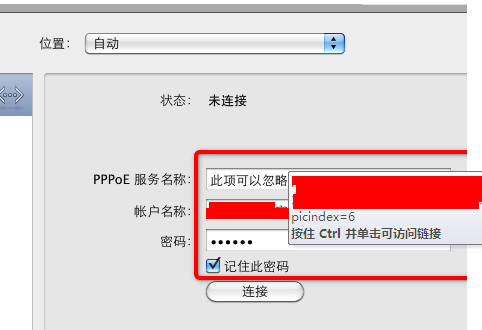 位置： 自动
状态： 未连接
PPPoE 服务名称： 此项可以忽略
帐户名称：
picindex=6
密码： ••••••
按住 Ctrl 并单击可访问链接
记住此密码
连接